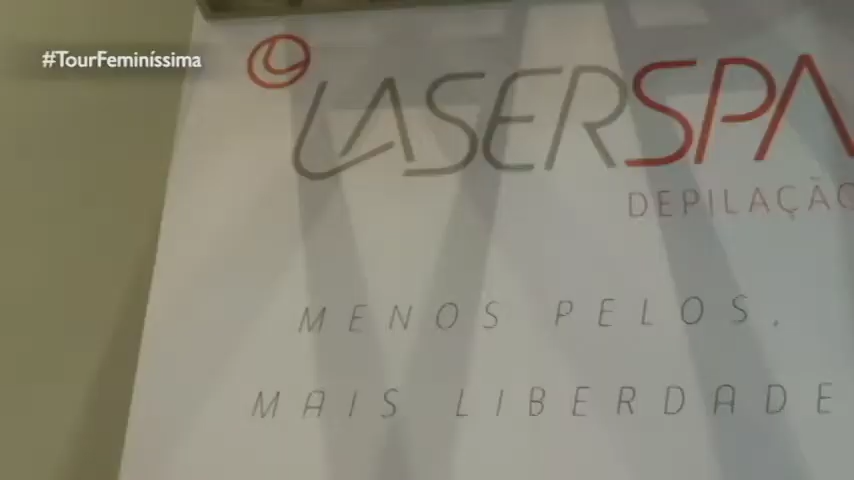 #TourFeminíssima
LASERSPA
DEPILAÇÃO
MENOS PELOS.
MAIS LIBERDADE